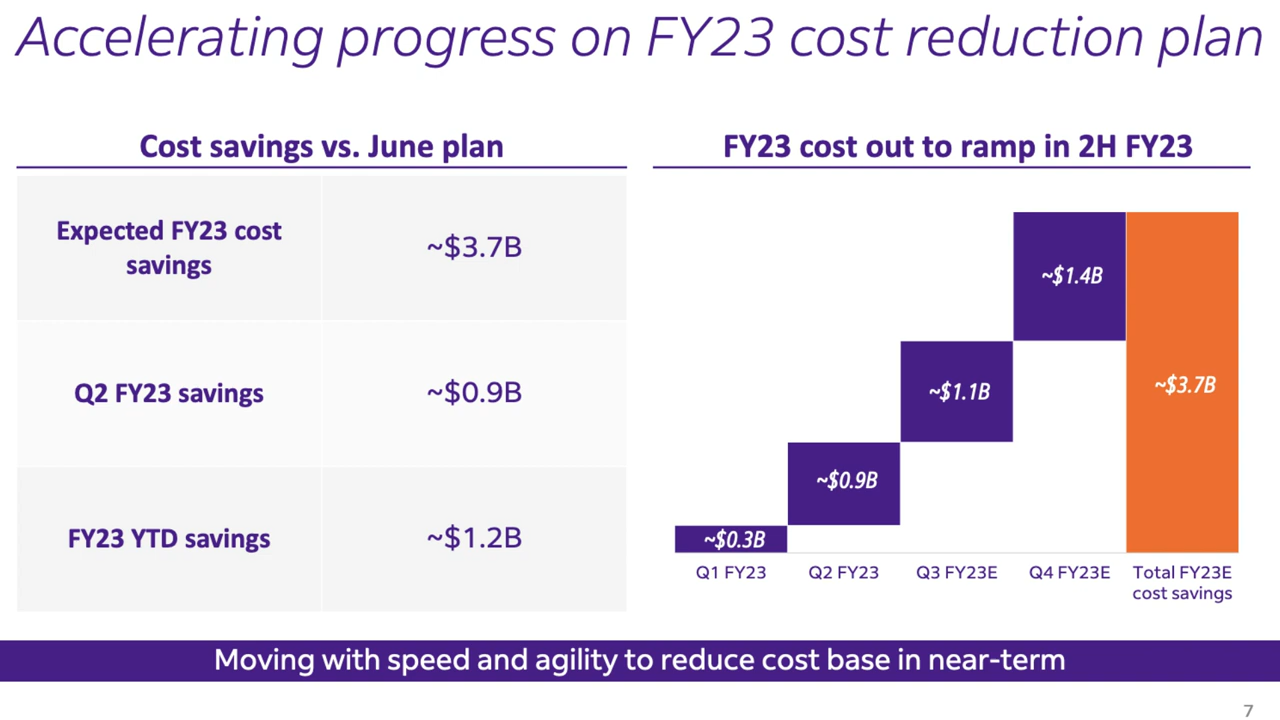 Accelerating progress on FY23 cost reduction plan
Cost savings vs. June plan
Expected FY23 cost
savings
~$3.7B
Q2 FY23 savings
~$0.9B
FY23 YTD savings
~$1.2B
FY23 cost out to ramp in 2H FY23
~$1.4B
~$3.7B
~$1.1B
~$0.9B
~$0.3B
Q1 FY23
Q2 FY23
Q3 FY23E
Q4 FY23E
Total FY23E
cost savings
Moving with speed and agility to reduce cost base in near-term
7